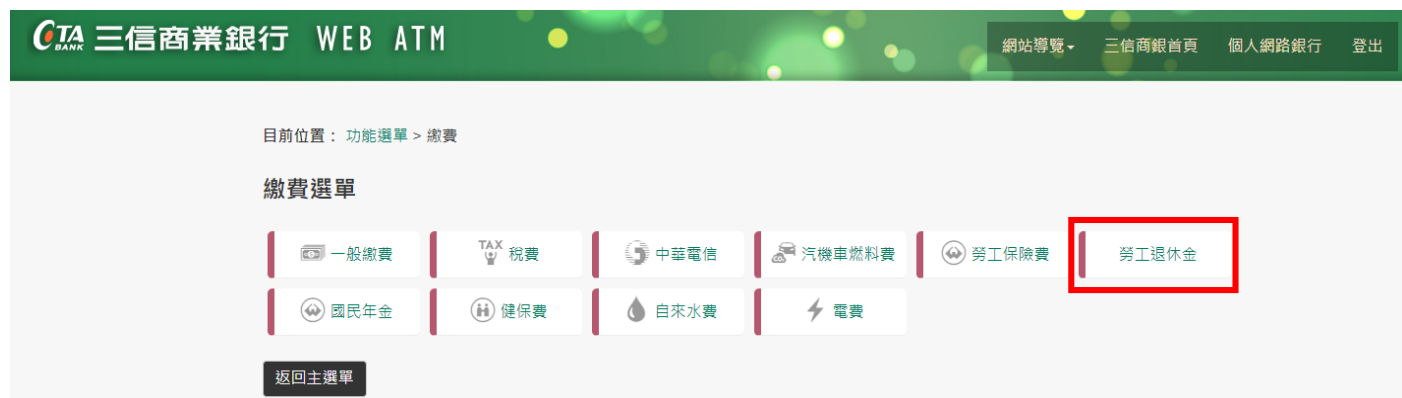 CTA BANK 三信商業銀行 WEB ATM
網站導覽 三信商銀首頁 個人網路銀行 登出
目前位置： 功能選單 > 繳費
繳費選單
一般繳費 TAX 稅費 中華電信 汽機車燃料費 勞工保險費 勞工退休金
國民年金 健保費 自來水費 電費
返回主選單